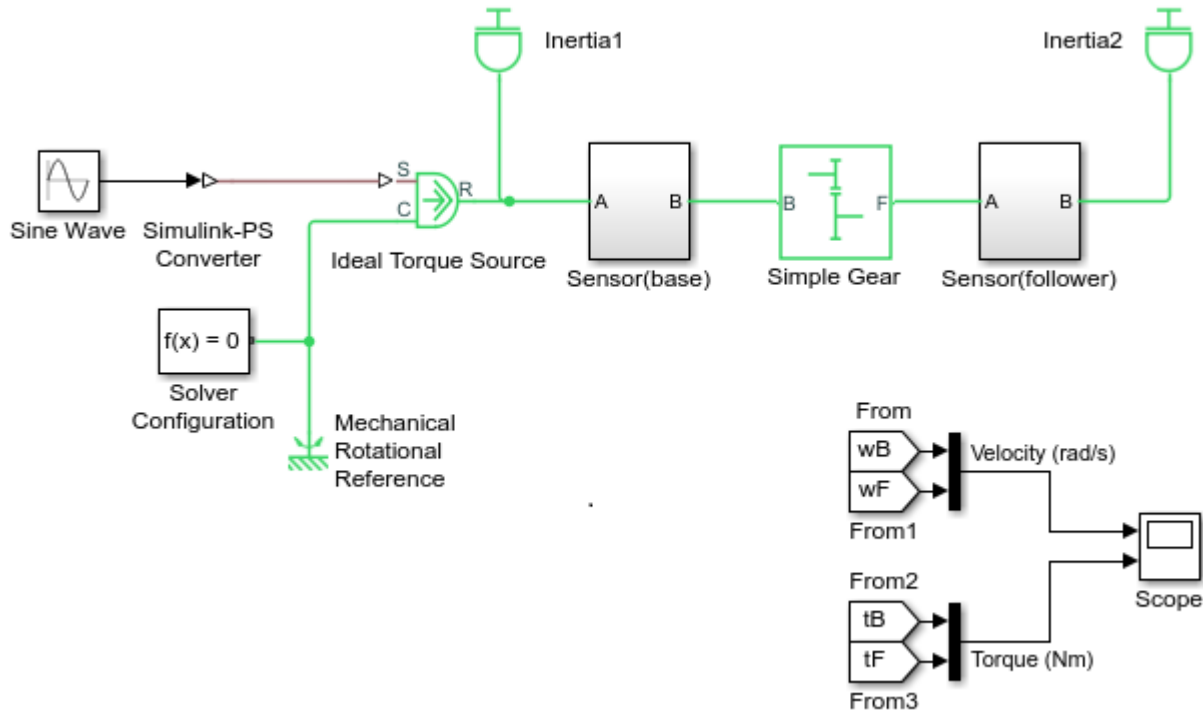 Inertia1
Inertia2
S
C
R
A
B
B
F
A
B
Sine Wave
Simulink-PS
Converter
Ideal Torque Source
Sensor(base)
Simple Gear
Sensor(follower)
f(x) = 0
Solver
Configuration
Mechanical
Rotational
Reference
From
wB
wF
From1
Velocity (rad/s)
From2
tB
tF
From3
Torque (Nm)
Scope